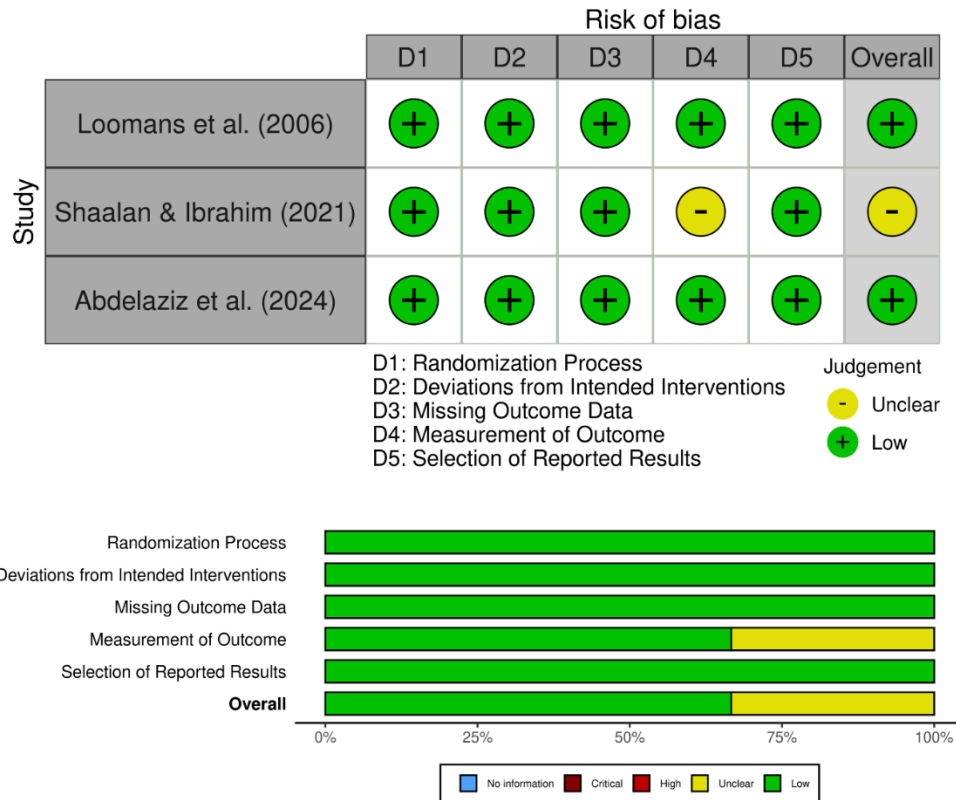 Risk of bias
D1 D2 D3 D4 D5 Overall
Study
Loomans et al. (2006) + + + + + +
Shaalan & Ibrahim (2021) + + + - + -
Abdelaziz et al. (2024) + + + + + +
D1: Randomization Process
D2: Deviations from Intended Interventions
D3: Missing Outcome Data
D4: Measurement of Outcome
D5: Selection of Reported Results
Judgement
- Unclear
+ Low
Randomization Process
Deviations from Intended Interventions
Missing Outcome Data
Measurement of Outcome
Selection of Reported Results
Overall
0% 25% 50% 75% 100%
No information Critical High Unclear Low